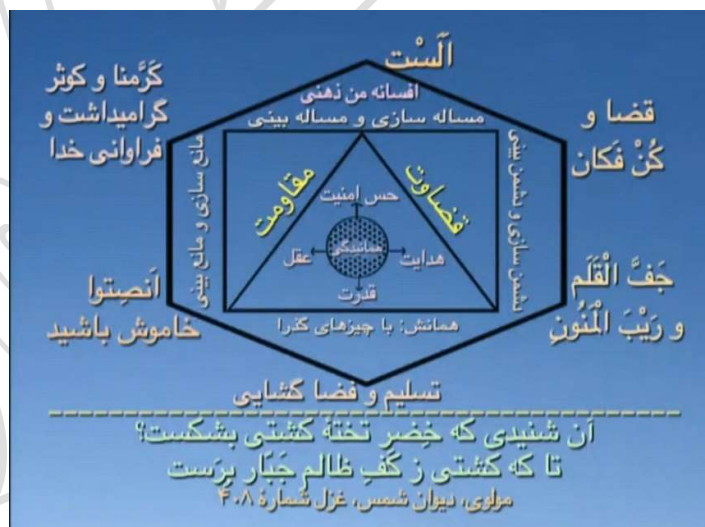 اَلَسْت
کَرَّمنا و کوثر
گرامیداشت و
فراوانی خدا
قضا و
کُنْ فَکان
افسانه من ذهنی
مساله سازی و مساله بینی
مانع سازی و مانع بینی
دشمن سازی و دشمن بینی
مقاومت
قضاوت
حس امنیت
عقل
همانیدگی
هدایت
قدرت
همانش: با چیزهای گذرا
اَنصِتوا
خاموش باشید
جَفَّ الْقَلَم
و رَیْبَ الْمَنُونِ
تسلیم و فضا گشایی
آن شنیدی که خِضر تختهٔ کشتی بشکست؟
تا که کشتی ز کَفِ ظالم جَبّار بِرَست
مولوی، دیوان شمس، غزل شمارهٔ ۴۰۸